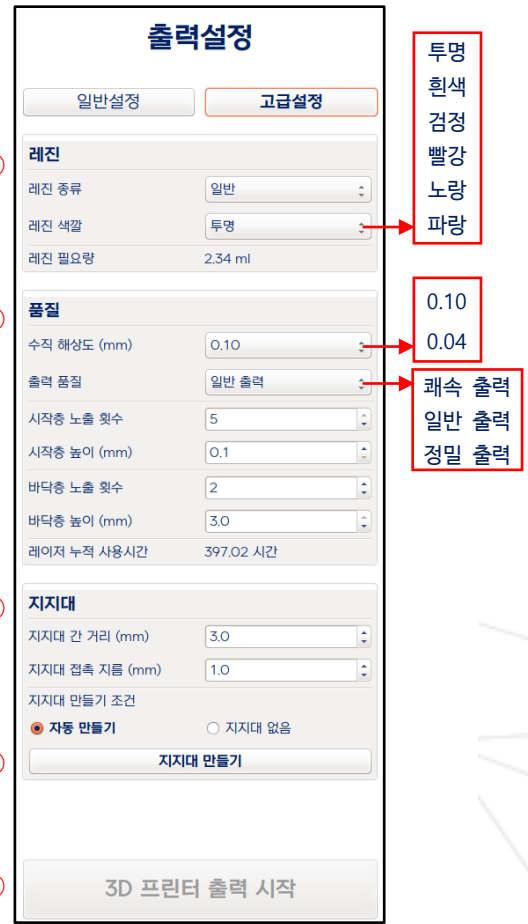 출력설정
일반설정 고급설정
레진
레진 종류 일반
레진 색깔 투명
레진 필요량 2.34 ml
투명
흰색
검정
빨강
노랑
파랑
품질
수직 해상도 (mm) 0.10
출력 품질 일반 출력
시작층 노출 횟수 5
시작층 높이 (mm) 0.1
바닥층 노출 횟수 2
바닥층 높이 (mm) 3.0
레이저 누적 사용시간 397.02 시간
0.10
0.04
쾌속 출력
일반 출력
정밀 출력
지지대
지지대 간 거리 (mm) 3.0
지지대 접촉 지름 (mm) 1.0
지지대 만들기 조건
자동 만들기 지지대 없음
지지대 만들기
3D 프린터 출력 시작